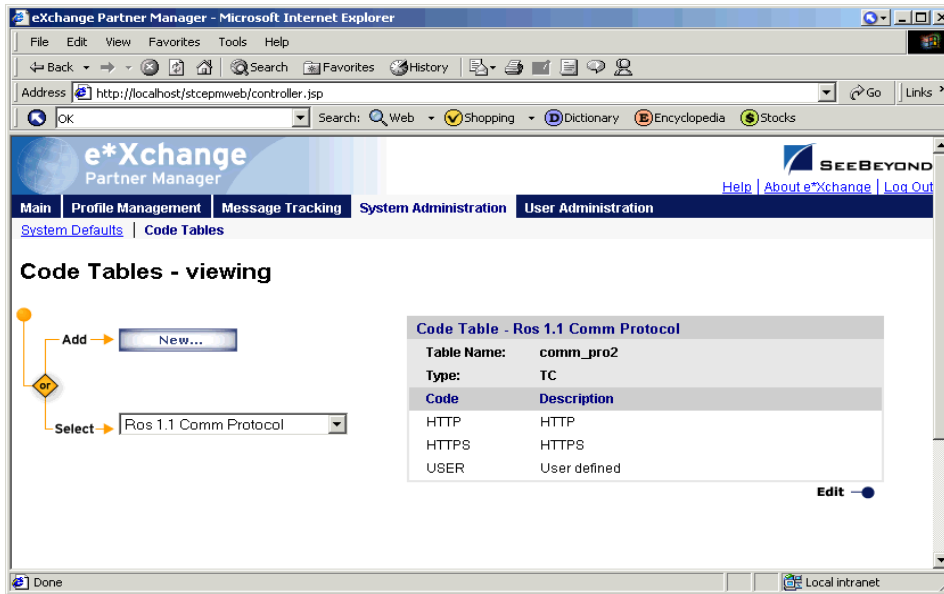 eXchange Partner Manager - Microsoft Internet Explorer
File Edit View Favorites Tools Help
Back Search Favorites History
Address http://localhost/stcepmweb/controller.jsp Go Links
OK Search: Web Shopping D Dictionary E Encyclopedia $ Stocks
e*Xchange
Partner Manager
SEEBEYOND
Help | About e*Xchange | Log Out
Main Profile Management Message Tracking System Administration User Administration
System Defaults | Code Tables
Code Tables - viewing
Add New...
or
Select Ros 1.1 Comm Protocol
Code Table - Ros 1.1 Comm Protocol
Table Name: comm_pro2
Type: TC
Code Description
HTTP HTTP
HTTPS HTTPS
USER User defined
Edit
Done Local intranet